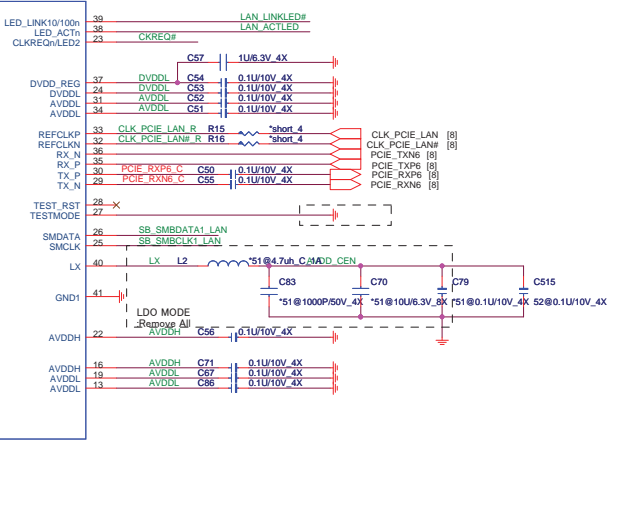 LED_LINK10/100n 39 LAN_LINKLED#
LED_ACTn 38 LAN_ACTLED
CLKREQn/LED2 23 CKREQ#
C57 1U/6.3V_4X
DVDD_REG 37 DVDDL C54 0.1U/10V_4X
DVDDL 24 DVDDL C53 0.1U/10V_4X
AVDDL 31 AVDDL C52 0.1U/10V_4X
AVDDL 34 AVDDL C51 0.1U/10V_4X
REFCLKP 33 CLK_PCIE_LAN_R R15 *short_4 CLK_PCIE_LAN [8]
REFCLKN 32 CLK_PCIE_LAN#_R R16 *short_4 CLK_PCIE_LAN# [8]
RX_N 36 PCIE_TXN6 [8]
RX_P 35 PCIE_TXP6 [8]
TX_P 30 PCIE_RXP6_C C50 0.1U/10V_4X PCIE_RXP6 [8]
TX_N 29 PCIE_RXN6_C C55 0.1U/10V_4X PCIE_RXN6 [8]
TEST_RST 28
TESTMODE 27
SMDATA 26 SB_SMBDATA1_LAN
SMCLK 25 SB_SMBCLK1_LAN
LX 40 LX L2 *51@4.7uh_C_1A
C83 C70 C79 C515
GND1 41 *51@1000P/50V_4X *51@10U/6.3V_8X *51@0.1U/10V_4X 52@0.1U/10V_4X
LDO MODE
Remove All
AVDDH 22 AVDDH C56 0.1U/10V_4X
AVDDH 16 AVDDH C71 0.1U/10V_4X
AVDDL 19 AVDDL C67 0.1U/10V_4X
AVDDL 13 AVDDL C86 0.1U/10V_4X